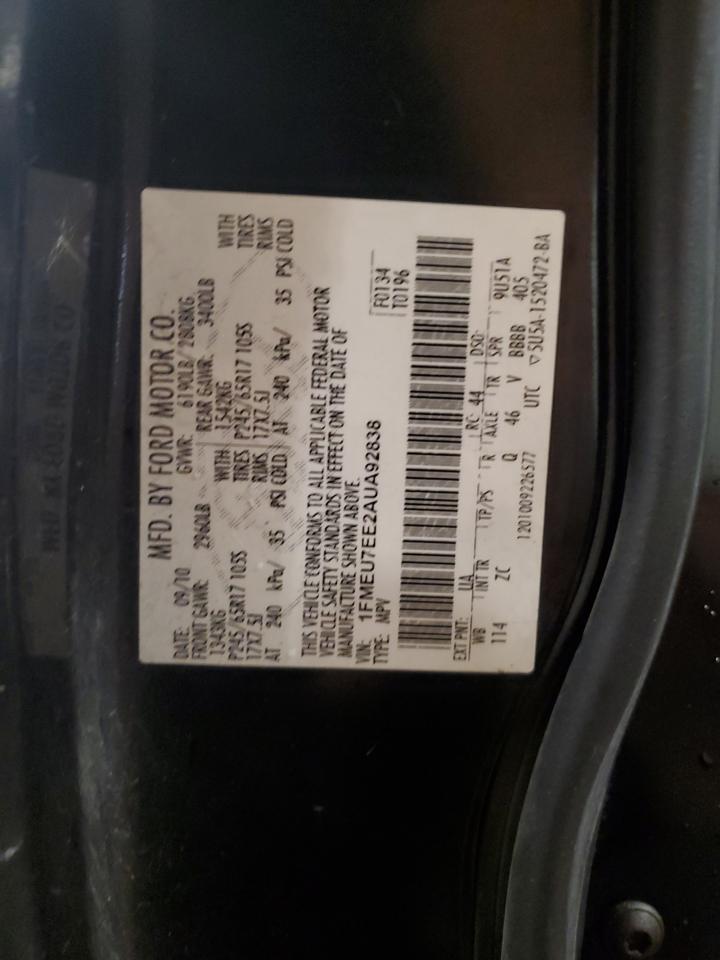 MFD. BY FORD MOTOR CO.
DATE: 09/10 GVWR: 6190LB/ 2808KG
FRONT GAWR: 2960LB REAR GAWR: 3400LB
1343KG WITH 1542KG WITH
P245/65R17 105S TIRES P245/65R17 105S TIRES
17X7.5J RIMS 17X7.5J RIMS
AT 240 kPa/ 35 PSI COLD AT 240 kPa/ 35 PSI COLD
THIS VEHICLE CONFORMS TO ALL APPLICABLE FEDERAL MOTOR
VEHICLE SAFETY STANDARDS IN EFFECT ON THE DATE OF
MANUFACTURE SHOWN ABOVE.
VIN: 1FMEU7EE2AUA92838 F0134
TYPE: MPV T0196
EXT PNT: UA RC: 44 DSO:
WB INT TR TP/PS R AXLE TR SPR 9U51A
114 ZC Q 46 V BBBB 405
1201009226577 UTC ▽5U5A-1520472-BA